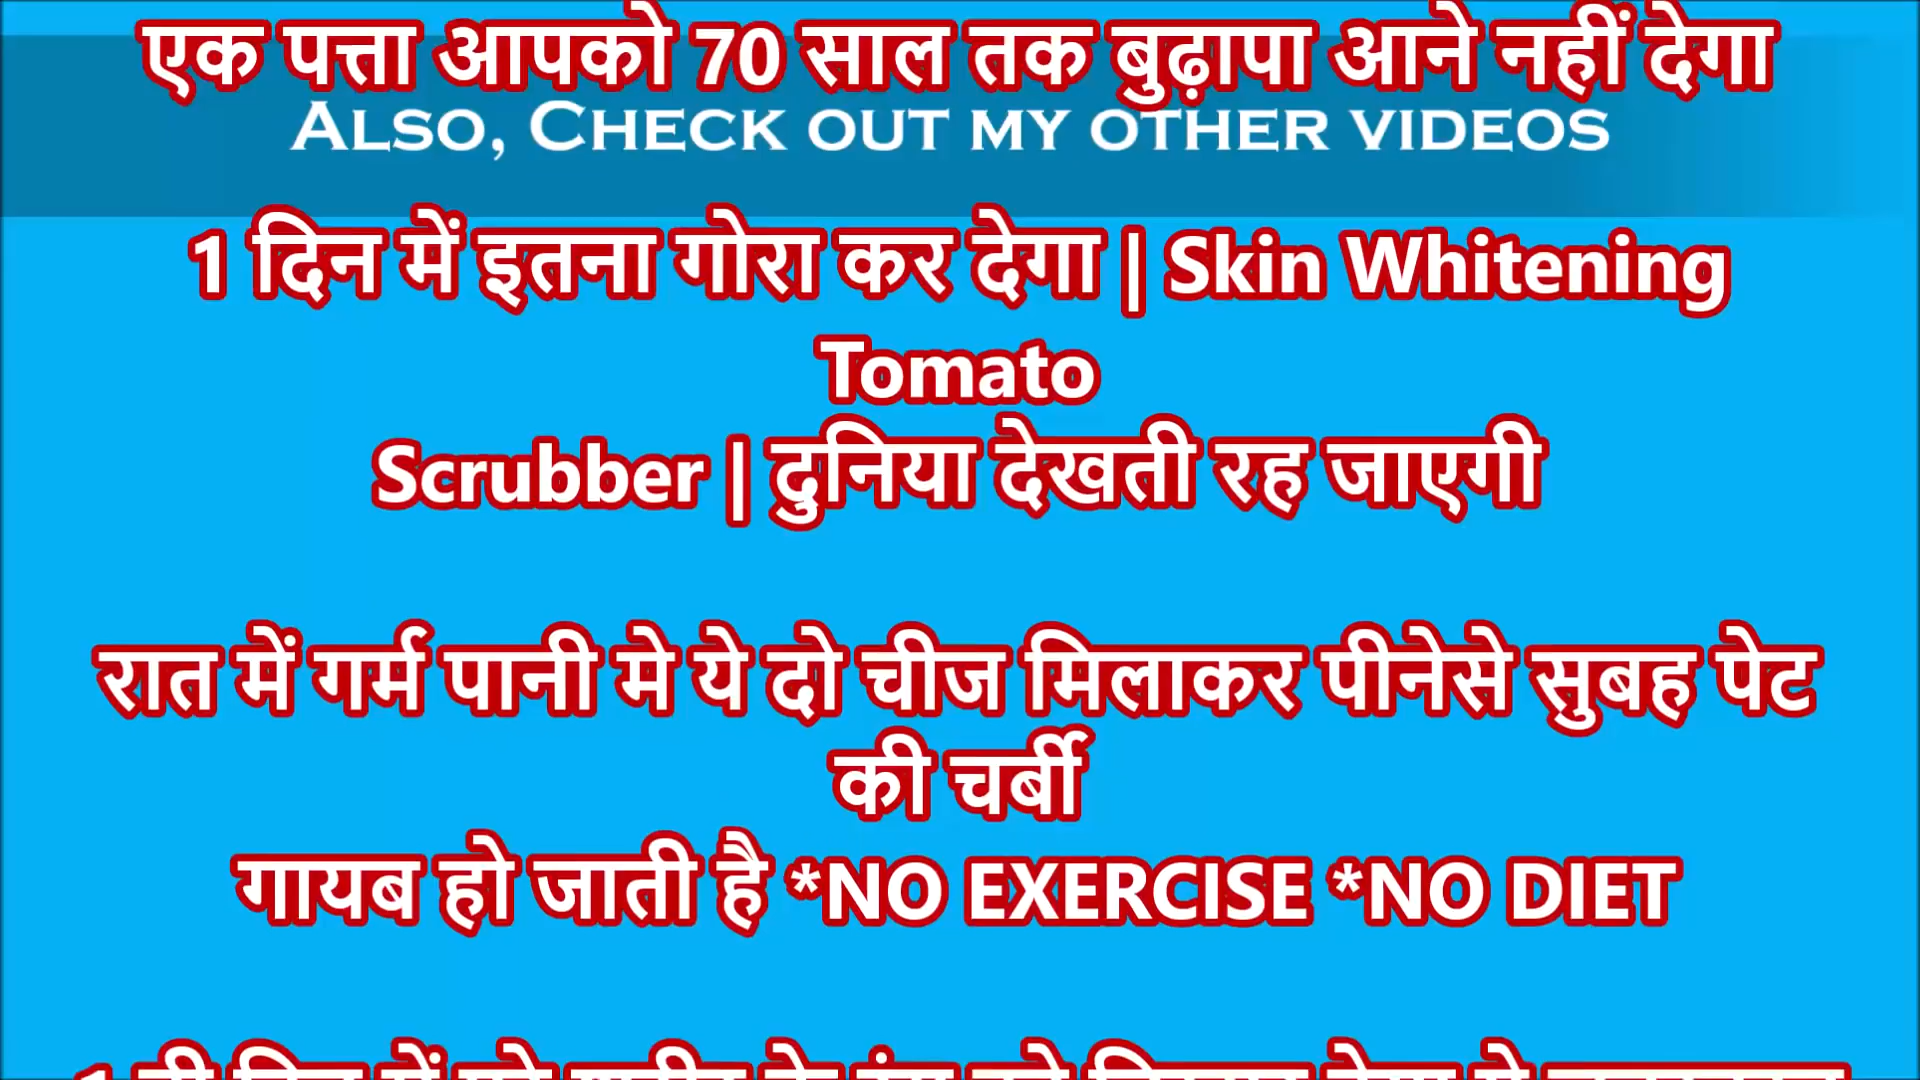 एक पत्ता आपको 70 साल तक बुढ़ापा आने नहीं देगा
Also, Check out my other videos
1 दिन में इतना गोरा कर देगा | Skin Whitening
Tomato
Scrubber | दुनिया देखती रह जाएगी
रात में गर्म पानी मे ये दो चीज मिलाकर पीनेसे सुबह पेट
की चर्बी
गायब हो जाती है *NO EXERCISE *NO DIET